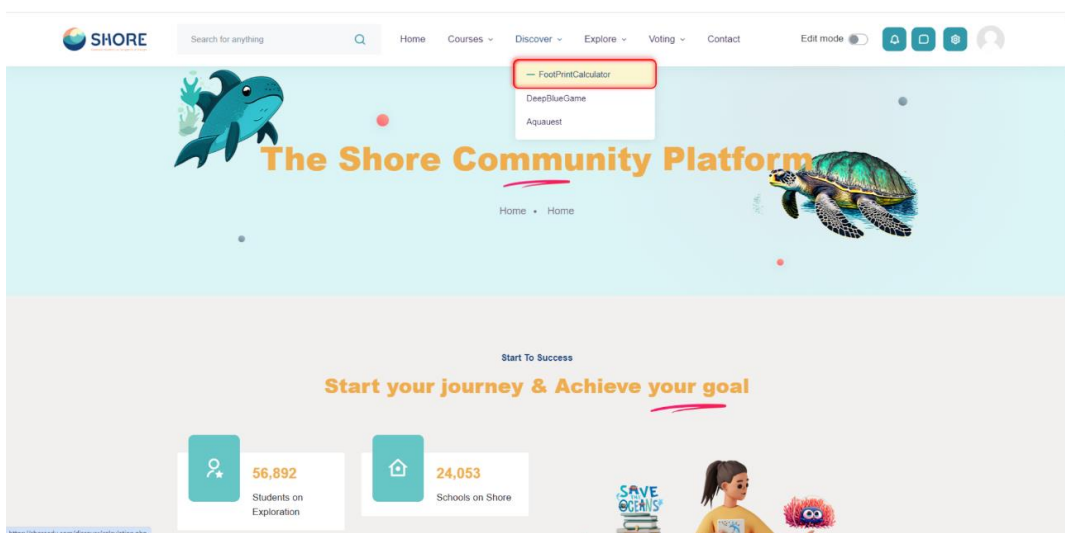 SHORE
Search for anything
Home Courses Discover Explore Voting Contact
Edit mode
— FootPrintCalculator
DeepBlueGame
Aquauest
The Shore Community Platform
Home • Home
Start To Success
Start your journey & Achieve your goal
56,892
Students on
Exploration
24,053
Schools on Shore
SAVE
THE
OCEANS